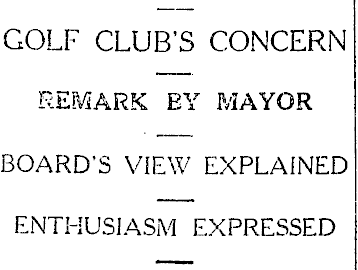 GOLF CLUB'S CONCERN
REMARK BY MAYOR
BOARD'S VIEW EXPLAINED
ENTHUSIASM EXPRESSED